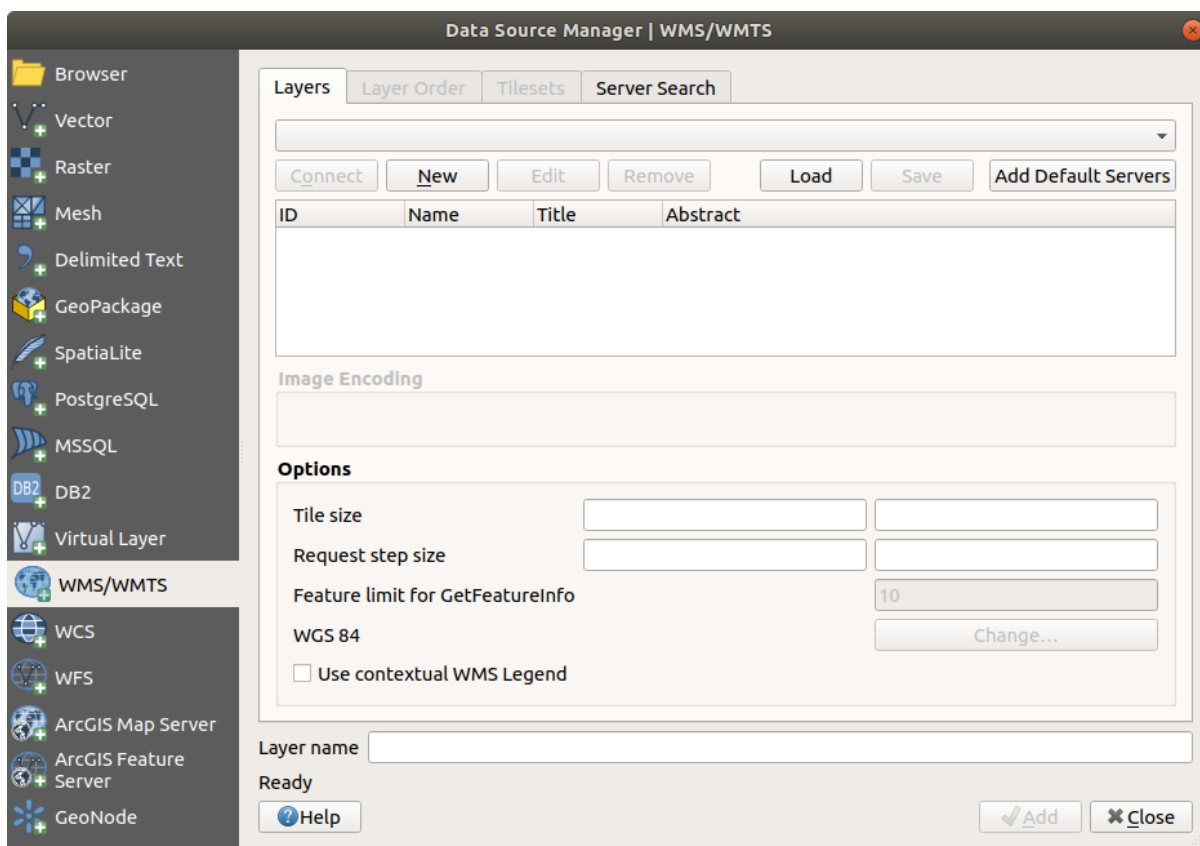 Data Source Manager | WMS/WMTS
Browser
Vector
Raster
Mesh
Delimited Text
GeoPackage
SpatiaLite
PostgreSQL
MSSQL
DB2
DB2
Virtual Layer
WMS/WMTS
WCS
WFS
ArcGIS Map Server
ArcGIS Feature
Server
GeoNode
Layers Layer Order Tilesets Server Search
Connect New Edit Remove Load Save Add Default Servers
ID Name Title Abstract
Image Encoding
Options
Tile size
Request step size
Feature limit for GetFeatureInfo 10
WGS 84 Change...
Use contextual WMS Legend
Layer name
Ready
Help Add Close